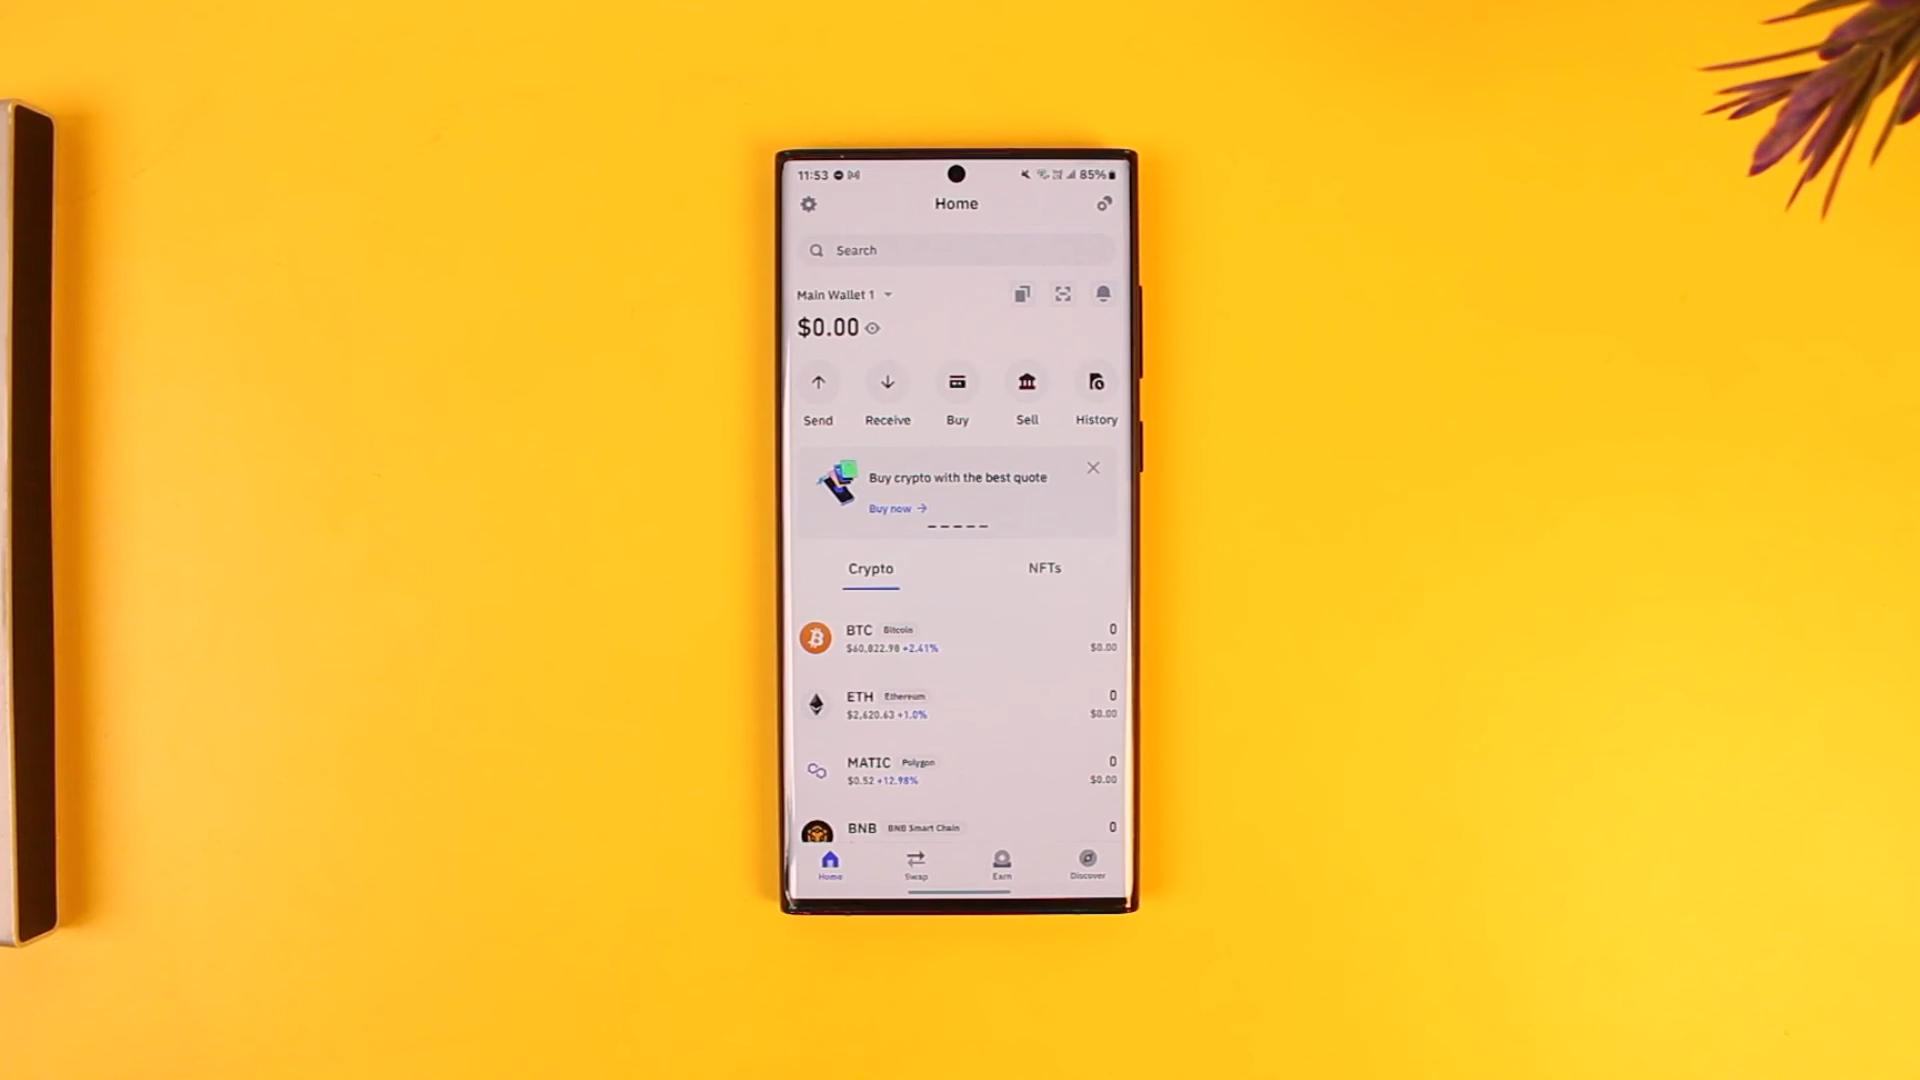 11:53 85%
Home
Search
Main Wallet 1
$0.00
Send Receive Buy Sell History
Buy crypto with the best quote
Buy now →
Crypto NFTs
BTC Bitcoin 0
$60,822.98 +2.41% $0.00
ETH Ethereum 0
$2,620.63 +1.0% $0.00
MATIC Polygon 0
$0.52 +12.98% $0.00
BNB BNB Smart Chain 0
Home Swap Earn Discover